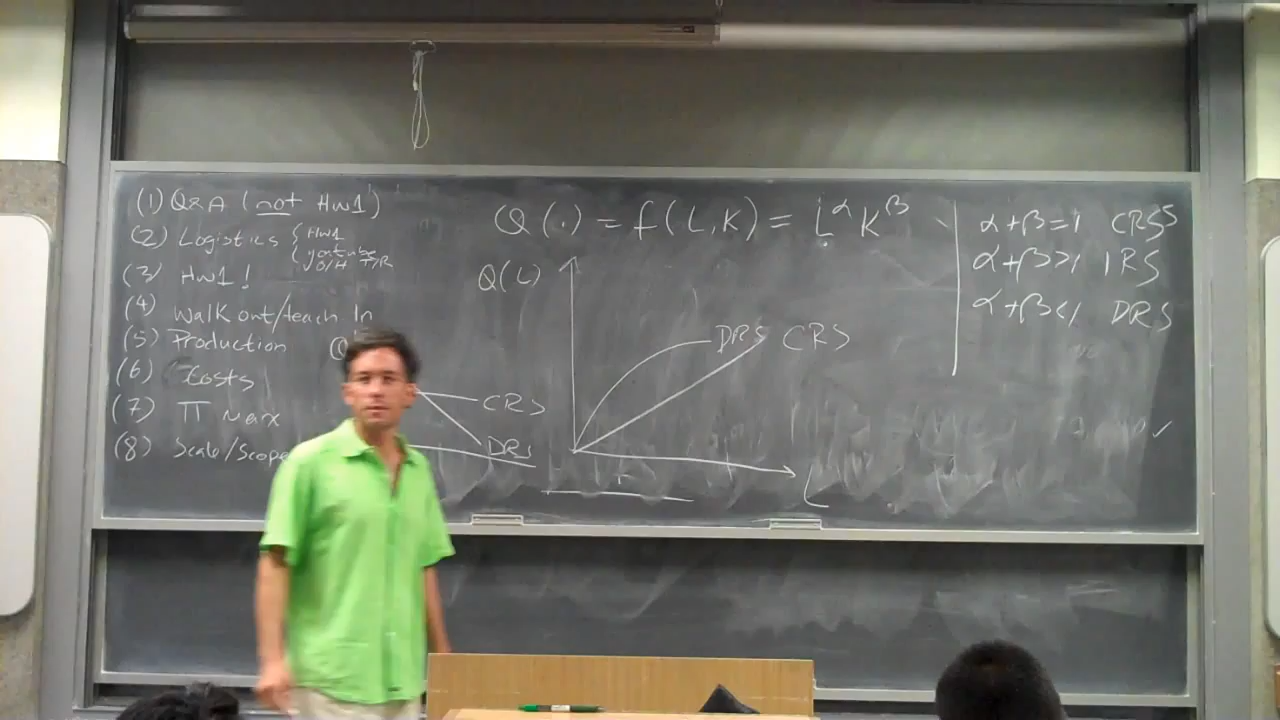 (1) Q&A (not HW1)
(2) Logistics { HW1
youtube
O/H T/R
(3) HW1!
(4) Walk out/teach In
(5) Production
(6) Costs
(7) Π Max
(8) Scale/Scope
Q(·) = f(L,K) = L^α K^β
α+β=1 CRS
α+β>1 IRS
α+β<1 DRS
Q(L)
DRS CRS
L
CRS
DRS